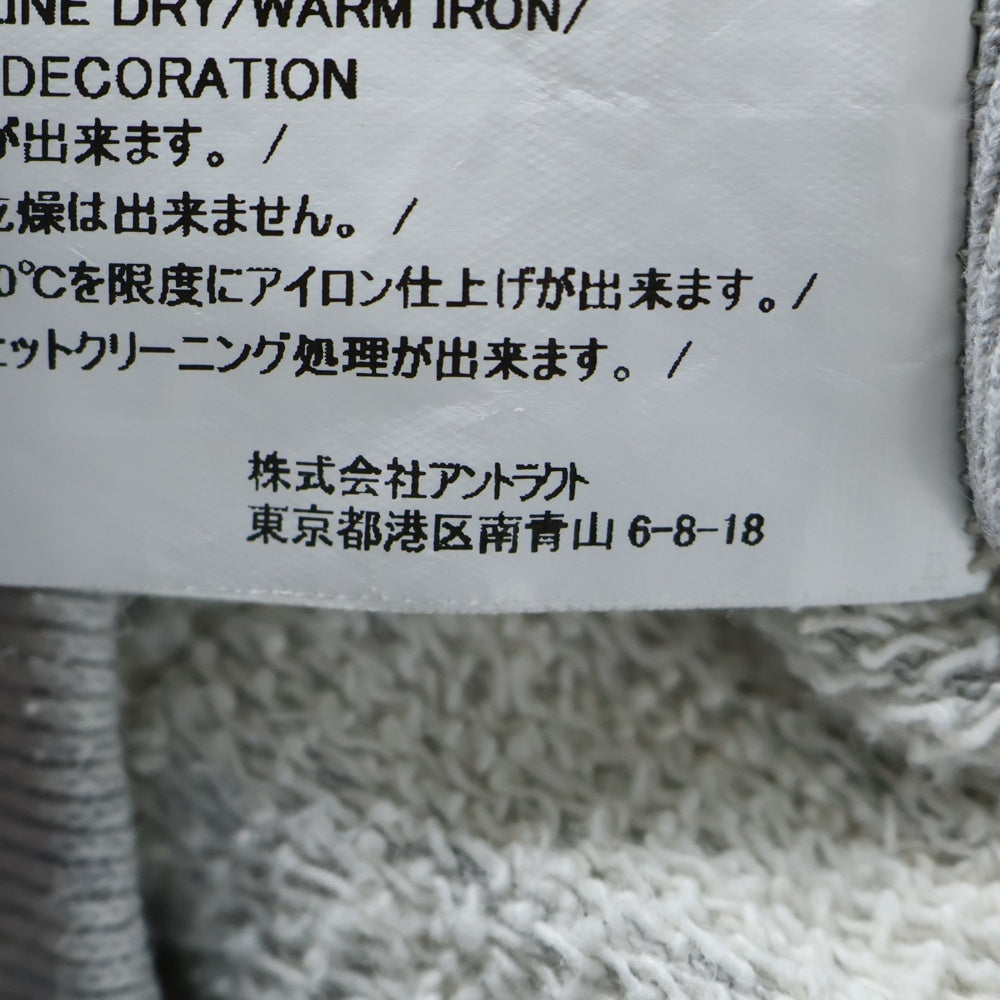 LINE DRY/WARM IRON/
DECORATION
が出来ます。 /
乾燥は出来ません。 /
0℃を限度にアイロン仕上げが出来ます。/
ェットクリーニング処理が出来ます。 /
株式会社アントラクト
東京都港区南青山 6-8-18